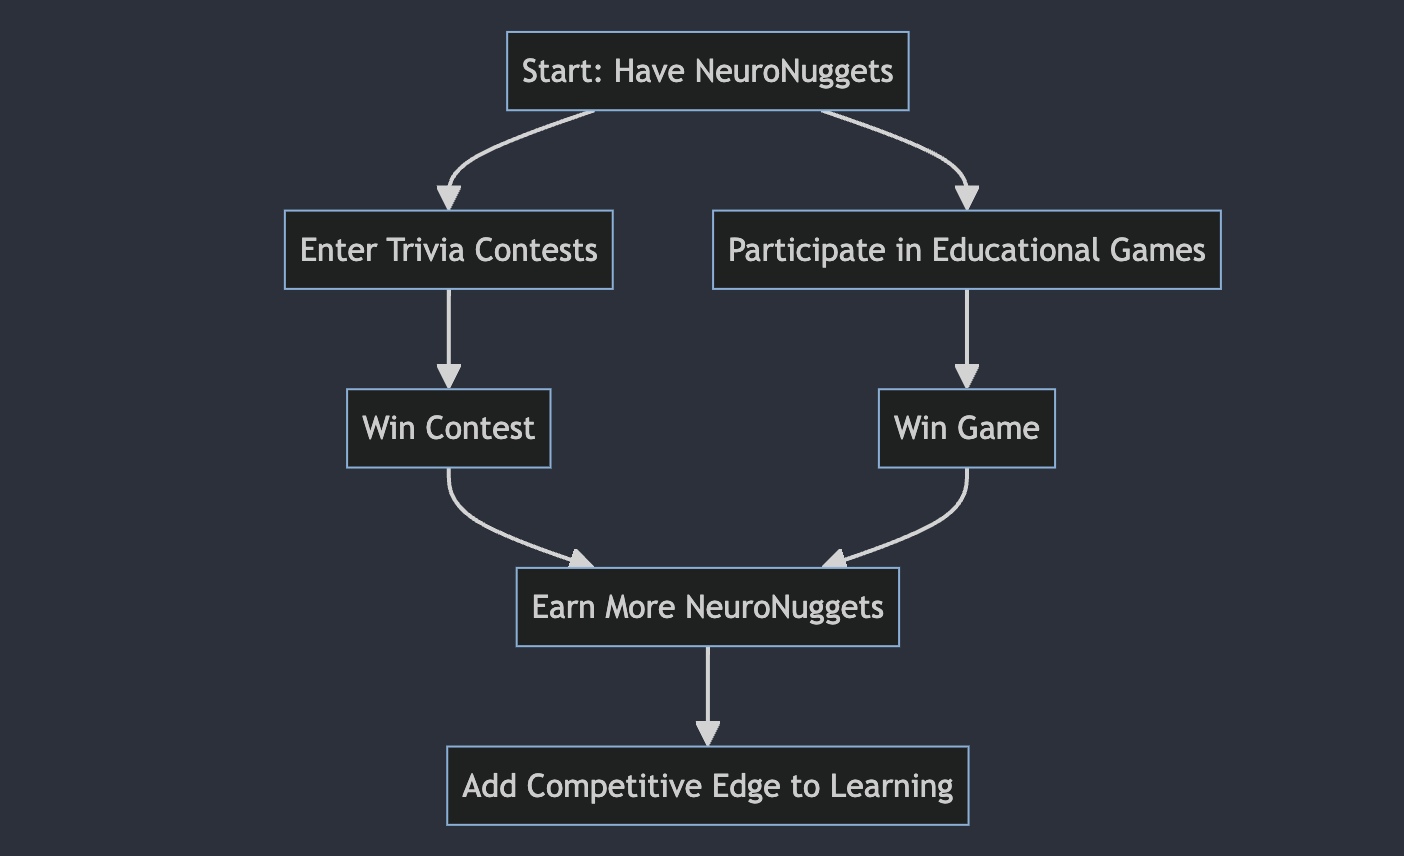 Start: Have NeuroNuggets
Enter Trivia Contests
Participate in Educational Games
Win Contest
Win Game
Earn More NeuroNuggets
Add Competitive Edge to Learning